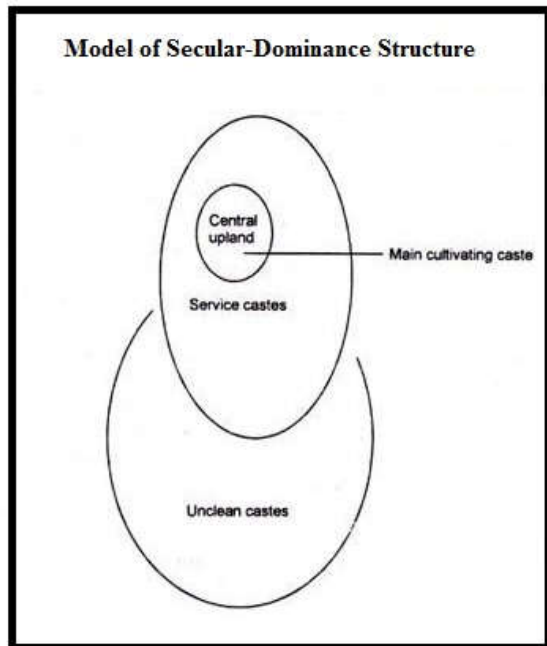 Model of Secular-Dominance Structure
Central
upland
Main cultivating caste
Service castes
Unclean castes